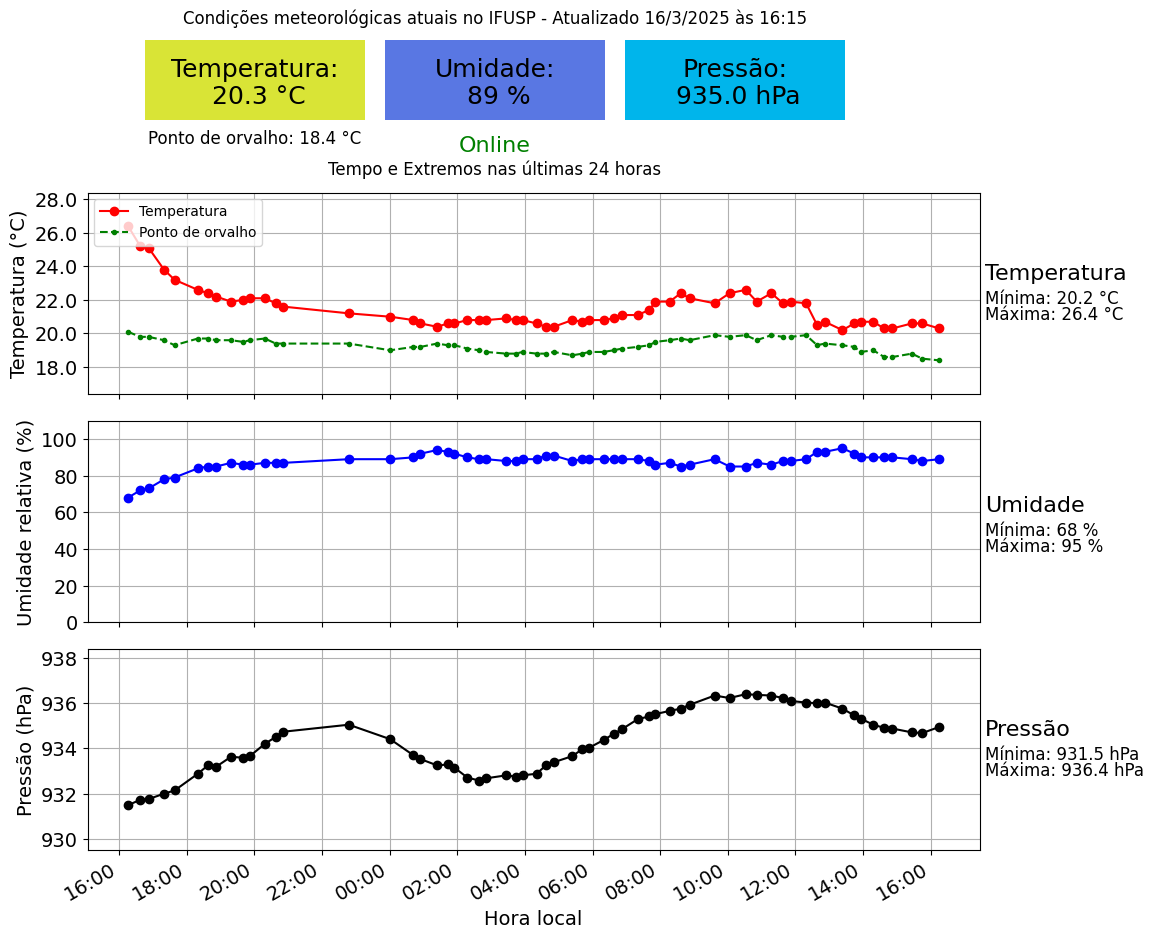 Condições meteorológicas atuais no IFUSP - Atualizado 16/3/2025 às 16:15
Temperatura:
20.3 °C
Umidade:
89 %
Pressão:
935.0 hPa
Ponto de orvalho: 18.4 °C
Online
Tempo e Extremos nas últimas 24 horas
Temperatura (°C)
28.0
26.0
24.0
22.0
20.0
18.0
Temperatura
Ponto de orvalho
Temperatura
Mínima: 20.2 °C
Máxima: 26.4 °C
Umidade relativa (%)
100
80
60
40
20
0
Umidade
Mínima: 68 %
Máxima: 95 %
Pressão (hPa)
938
936
934
932
930
Pressão
Mínima: 931.5 hPa
Máxima: 936.4 hPa
16:00 18:00 20:00 22:00 00:00 02:00 04:00 06:00 08:00 10:00 12:00 14:00 16:00
Hora local